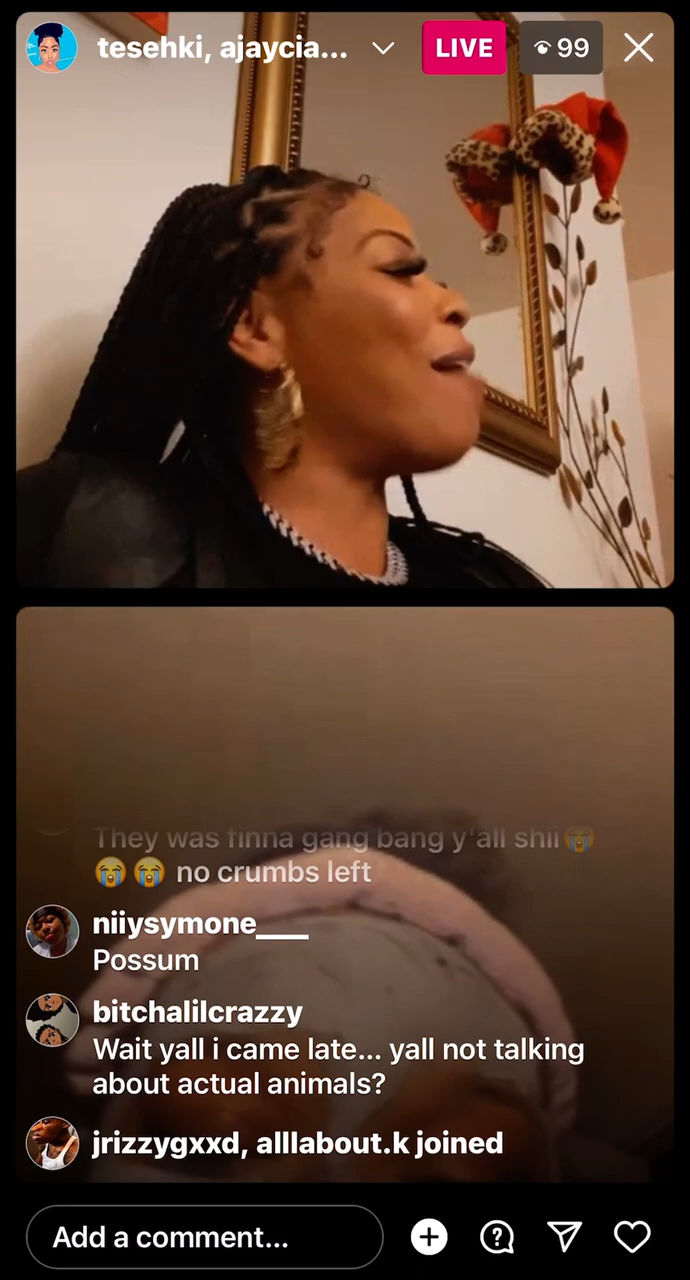 tesehki, ajaycia...
LIVE
99
They was finna gang bang y'all shii😭
😭😭 no crumbs left
niiysymone____
Possum
bitchalilcrazzy
Wait yall i came late... yall not talking
about actual animals?
jrizzygxxd, alllabout.k joined
Add a comment...